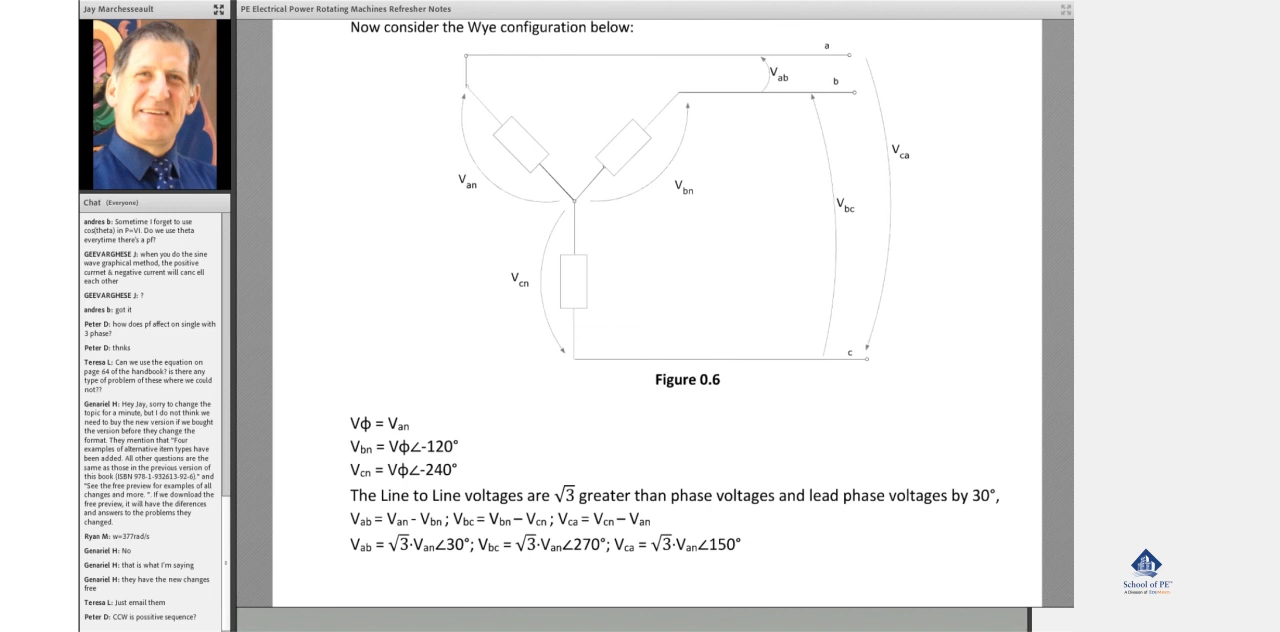 Jay Marchesseault
PE Electrical Power Rotating Machines Refresher Notes
Chat (Everyone)
andres b: Sometime I forget to use
cos(theta) in P=VI. Do we use theta
everytime there's a pf?
GEEVARGHESE J: when you do the sine
wave graphical method, the positive
currnet & negative current will canc ell
each other
GEEVARGHESE J: ?
andres b: got it
Peter D: how does pf affect on single with
3 phase?
Peter D: thnks
Teresa L: Can we use the equation on
page 64 of the handbook? is there any
type of problem of these where we could
not??
Genariel H: Hey Jay, sorry to change the
topic for a minute, but I do not think we
need to buy the new version if we bought
the version before they change the
format. They mention that "Four
examples of alternative item types have
been added. All other questions are the
same as those in the previous version of
this book (ISBN 978-1-932613-92-6)." and
"See the free preview for examples of all
changes and more. ". If we download the
free preview, it will have the diferences
and answers to the problems they
changed.
Ryan M: w=377rad/s
Genariel H: No
Genariel H: that is what I'm saying
Genariel H: they have the new changes
free
Teresa L: Just email them
Peter D: CCW is possitive sequence?
Now consider the Wye configuration below:
a
Vab
b
Vca
Van
Vbn
Vbc
Vcn
c
Figure 0.6
Vϕ = Van
Vbn = Vϕ∠-120°
Vcn = Vϕ∠-240°
The Line to Line voltages are √3 greater than phase voltages and lead phase voltages by 30°,
Vab = Van - Vbn ; Vbc = Vbn – Vcn ; Vca = Vcn – Van
Vab = √3·Van∠30°; Vbc = √3·Van∠270°; Vca = √3·Van∠150°
School of PE™
A Division of